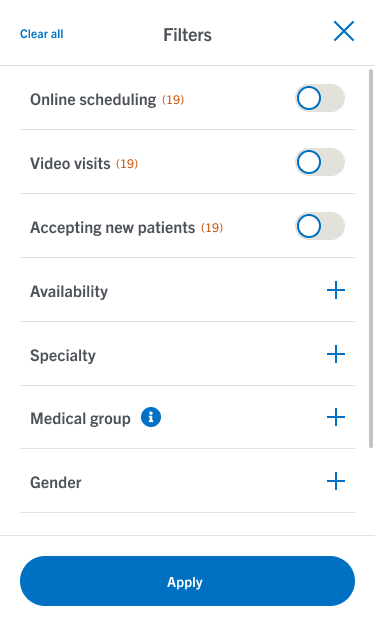 Clear all
Filters
Online scheduling (19)
Video visits (19)
Accepting new patients (19)
Availability
Specialty
Medical group
Gender
Apply